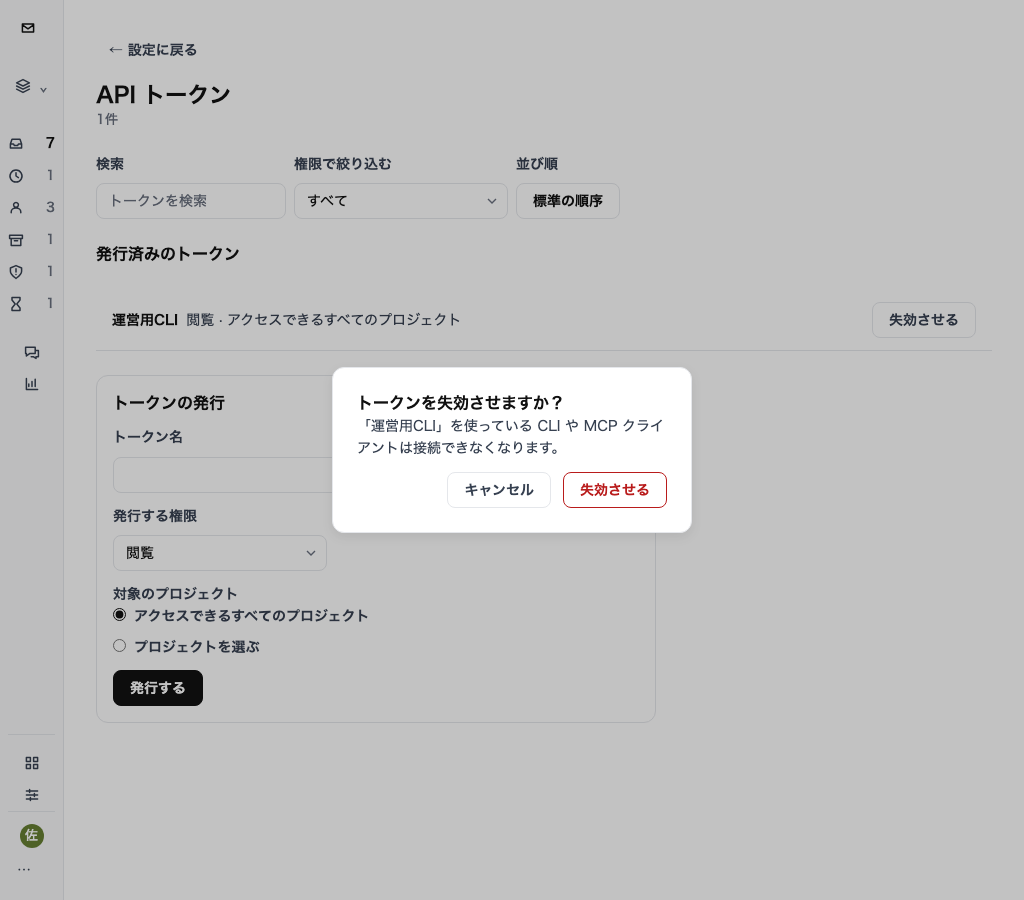 ← 設定に戻る
API トークン
1件
検索
権限で絞り込む
並び順
トークンを検索
すべて
標準の順序
発行済みのトークン
運営用CLI 閲覧 · アクセスできるすべてのプロジェクト
失効させる
トークンの発行
トークン名
発行する権限
閲覧
対象のプロジェクト
アクセスできるすべてのプロジェクト
プロジェクトを選ぶ
発行する
トークンを失効させますか？
「運営用CLI」を使っている CLI や MCP クライ
アントは接続できなくなります。
キャンセル
失効させる
7
1
3
1
1
1
佐
…